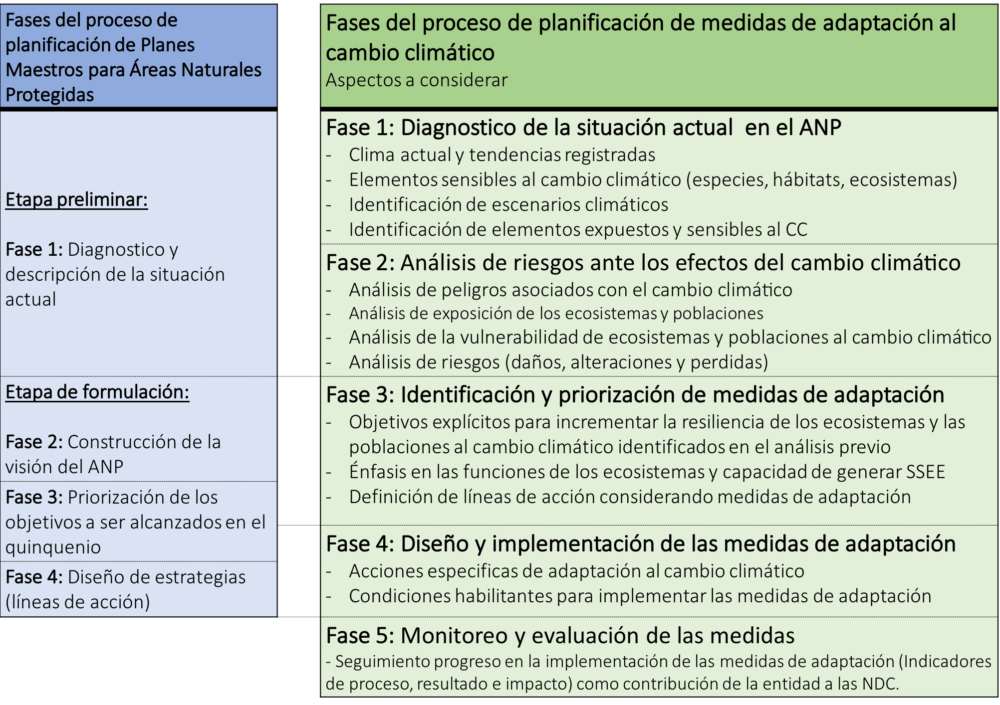 Fases del proceso de
planificación de Planes
Maestros para Áreas Naturales
Protegidas
Etapa preliminar:
Fase 1: Diagnostico y
descripción de la situación
actual
Etapa de formulación:
Fase 2: Construcción de la
visión del ANP
Fase 3: Priorización de los
objetivos a ser alcanzados en el
quinquenio
Fase 4: Diseño de estrategias
(líneas de acción)
Fases del proceso de planificación de medidas de adaptación al
cambio climático
Aspectos a considerar
Fase 1: Diagnostico de la situación actual en el ANP
- Clima actual y tendencias registradas
- Elementos sensibles al cambio climático (especies, hábitats, ecosistemas)
- Identificación de escenarios climáticos
- Identificación de elementos expuestos y sensibles al CC
Fase 2: Análisis de riesgos ante los efectos del cambio climático
- Análisis de peligros asociados con el cambio climático
- Análisis de exposición de los ecosistemas y poblaciones
- Análisis de la vulnerabilidad de ecosistemas y poblaciones al cambio climático
- Análisis de riesgos (daños, alteraciones y perdidas)
Fase 3: Identificación y priorización de medidas de adaptación
- Objetivos explícitos para incrementar la resiliencia de los ecosistemas y las
poblaciones al cambio climático identificados en el análisis previo
- Énfasis en las funciones de los ecosistemas y capacidad de generar SSEE
- Definición de líneas de acción considerando medidas de adaptación
Fase 4: Diseño y implementación de las medidas de adaptación
- Acciones especificas de adaptación al cambio climático
- Condiciones habilitantes para implementar las medidas de adaptación
Fase 5: Monitoreo y evaluación de las medidas
- Seguimiento progreso en la implementación de las medidas de adaptación (Indicadores
de proceso, resultado e impacto) como contribución de la entidad a las NDC.